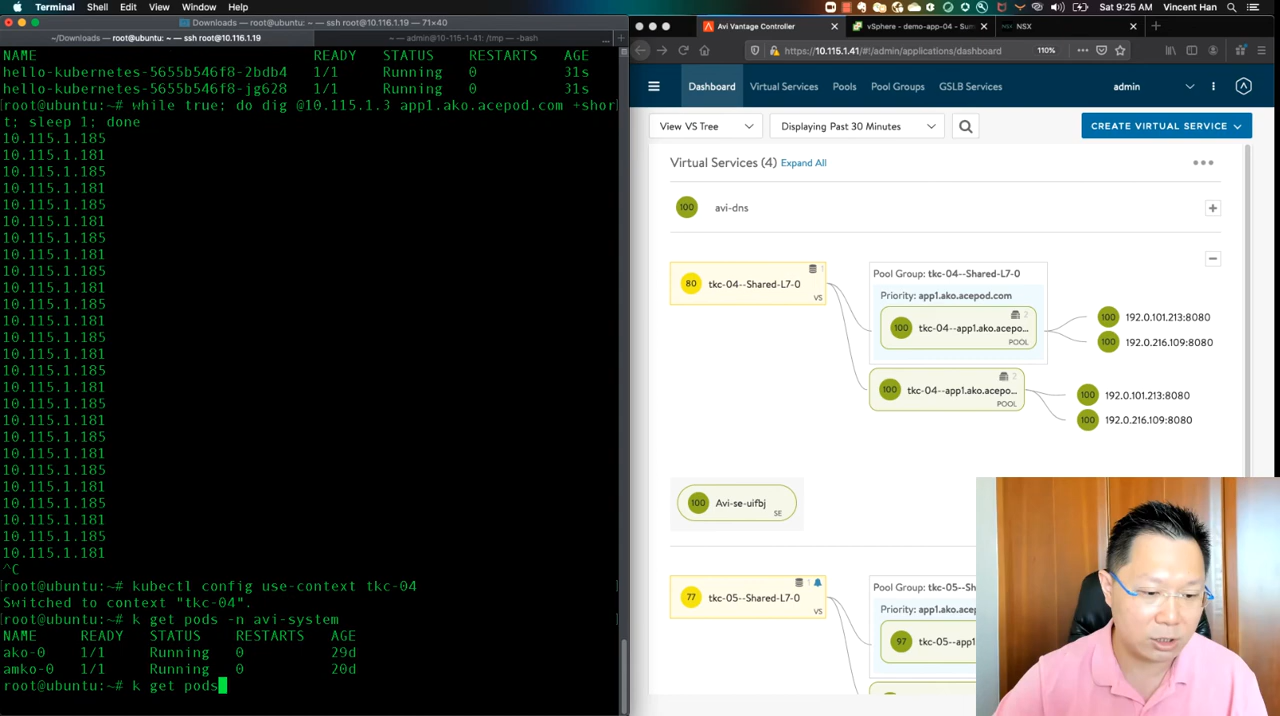 Terminal Shell Edit View Window Help
Sat 9:25 AM Vincent Han
Downloads — root@ubuntu: ~ — ssh root@10.116.1.19 — 71×40
~/Downloads — root@ubuntu: ~ — ssh root@10.116.1.19
~ — admin@10-115-1-41: /tmp — -bash
NAME READY STATUS RESTARTS AGE
hello-kubernetes-5655b546f8-2bdb4 1/1 Running 0 31s
hello-kubernetes-5655b546f8-jg628 1/1 Running 0 31s
root@ubuntu:~# while true; do dig @10.115.1.3 app1.ako.acepod.com +shor
t; sleep 1; done
10.115.1.185
10.115.1.181
10.115.1.185
10.115.1.181
10.115.1.185
10.115.1.181
10.115.1.185
10.115.1.181
10.115.1.185
10.115.1.181
10.115.1.185
10.115.1.181
10.115.1.185
10.115.1.181
10.115.1.185
10.115.1.181
10.115.1.185
10.115.1.181
10.115.1.185
10.115.1.181
10.115.1.185
10.115.1.181
10.115.1.185
10.115.1.181
10.115.1.185
10.115.1.181
^C
root@ubuntu:~# kubectl config use-context tkc-04
Switched to context "tkc-04".
root@ubuntu:~# k get pods -n avi-system
NAME READY STATUS RESTARTS AGE
ako-0 1/1 Running 0 29d
amko-0 1/1 Running 0 20d
root@ubuntu:~# k get pods
Avi Vantage Controller
vSphere - demo-app-04 - Sum
NSX
https://10.115.1.41/#!/admin/applications/dashboard
110%
Dashboard Virtual Services Pools Pool Groups GSLB Services admin
View VS Tree
Displaying Past 30 Minutes
CREATE VIRTUAL SERVICE
Virtual Services (4) Expand All
100 avi-dns
80 tkc-04--Shared-L7-0
1
VS
Pool Group: tkc-04--Shared-L7-0
Priority: app1.ako.acepod.com
100 tkc-04--app1.ako.acepo...
2
POOL
100 192.0.101.213:8080
100 192.0.216.109:8080
100 tkc-04--app1.ako.acepo...
2
POOL
100 192.0.101.213:8080
100 192.0.216.109:8080
100 Avi-se-uifbj
SE
77 tkc-05--Shared-L7-0
1
VS
Pool Group: tkc-05--Sh
Priority: app1.ako.acep
97 tkc-05--app1